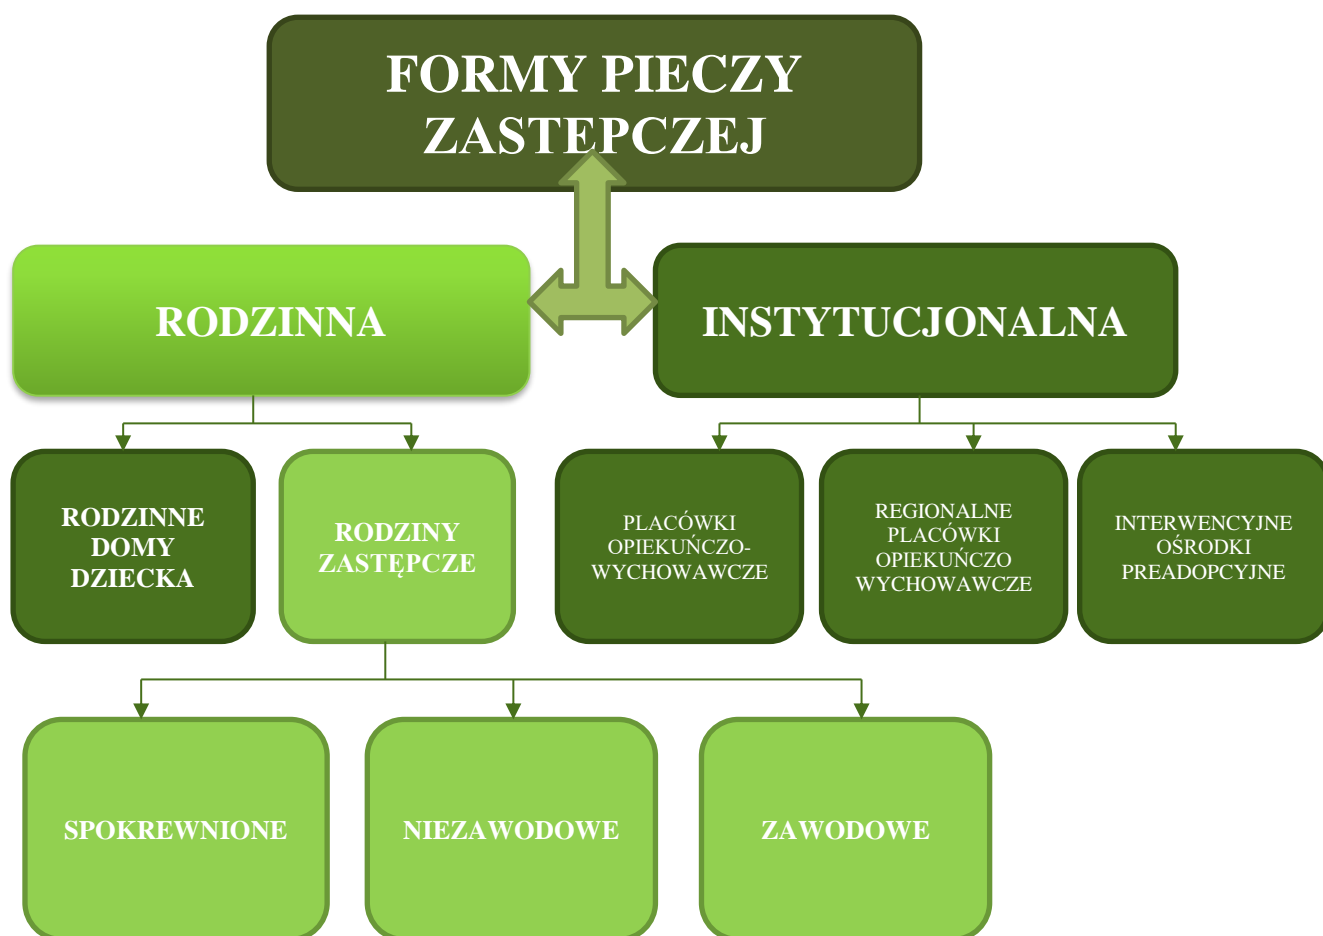 FORMY PIECZY
ZASTEPCZEJ
RODZINNA
INSTYTUCJONALNA
RODZINNE
DOMY
DZIECKA
RODZINY
ZASTĘPCZE
PLACÓWKI
OPIEKUŃCZO-
WYCHOWAWCZE
REGIONALNE
PLACÓWKI
OPIEKUŃCZO
WYCHOWAWCZE
INTERWENCYJNE
OŚRODKI
PREADOPCYJNE
SPOKREWNIONE
NIEZAWODOWE
ZAWODOWE